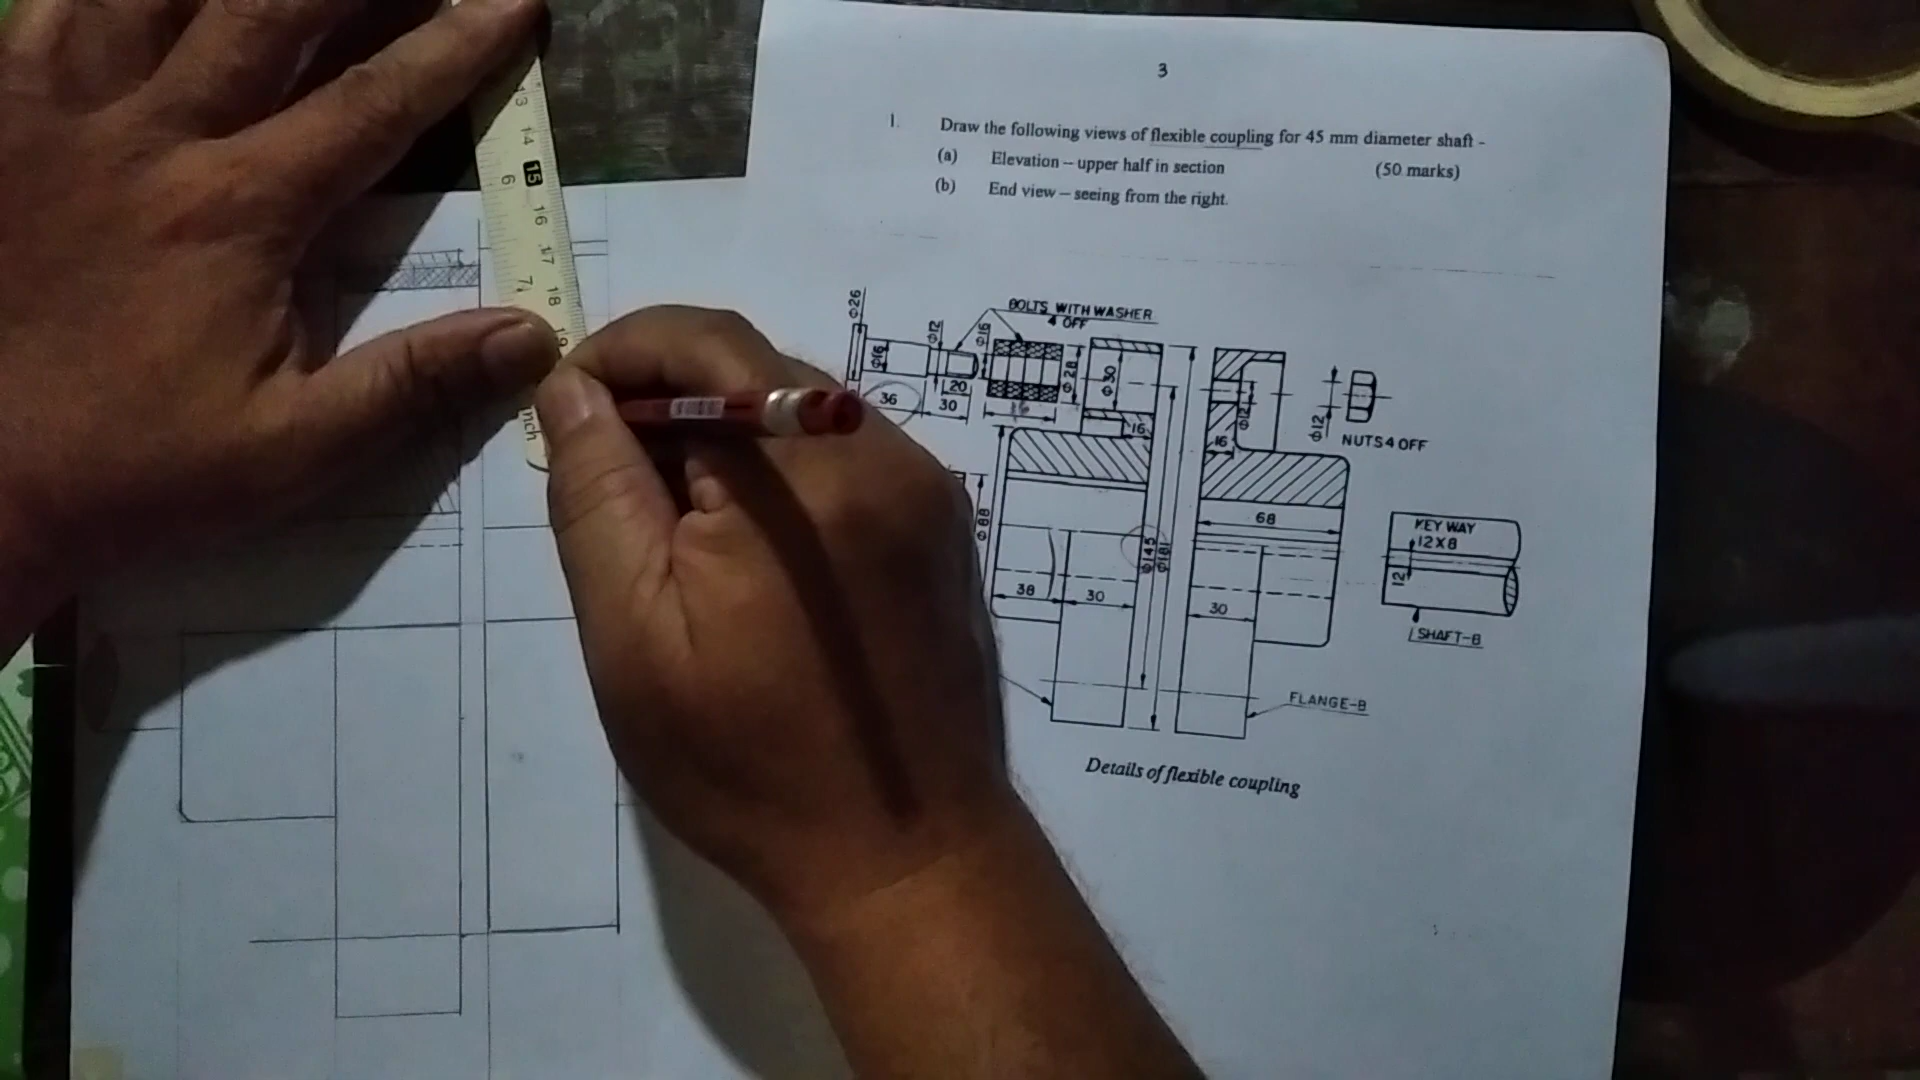 3
1. Draw the following views of flexible coupling for 45 mm diameter shaft -
(a) Elevation – upper half in section (50 marks)
(b) End view – seeing from the right.
BOLTS WITH WASHER
4 OFF
Φ26
Φ16
Φ12
20
36
30
Φ16
16
Φ28
Φ30
16
Φ12
16
Φ12
NUTS 4 OFF
Φ88
68
KEY WAY
12X8
12
SHAFT-B
Φ145
Φ181
38
30
30
FLANGE-B
Details of flexible coupling
13
14
15
16
17
18
19
6
7
inch